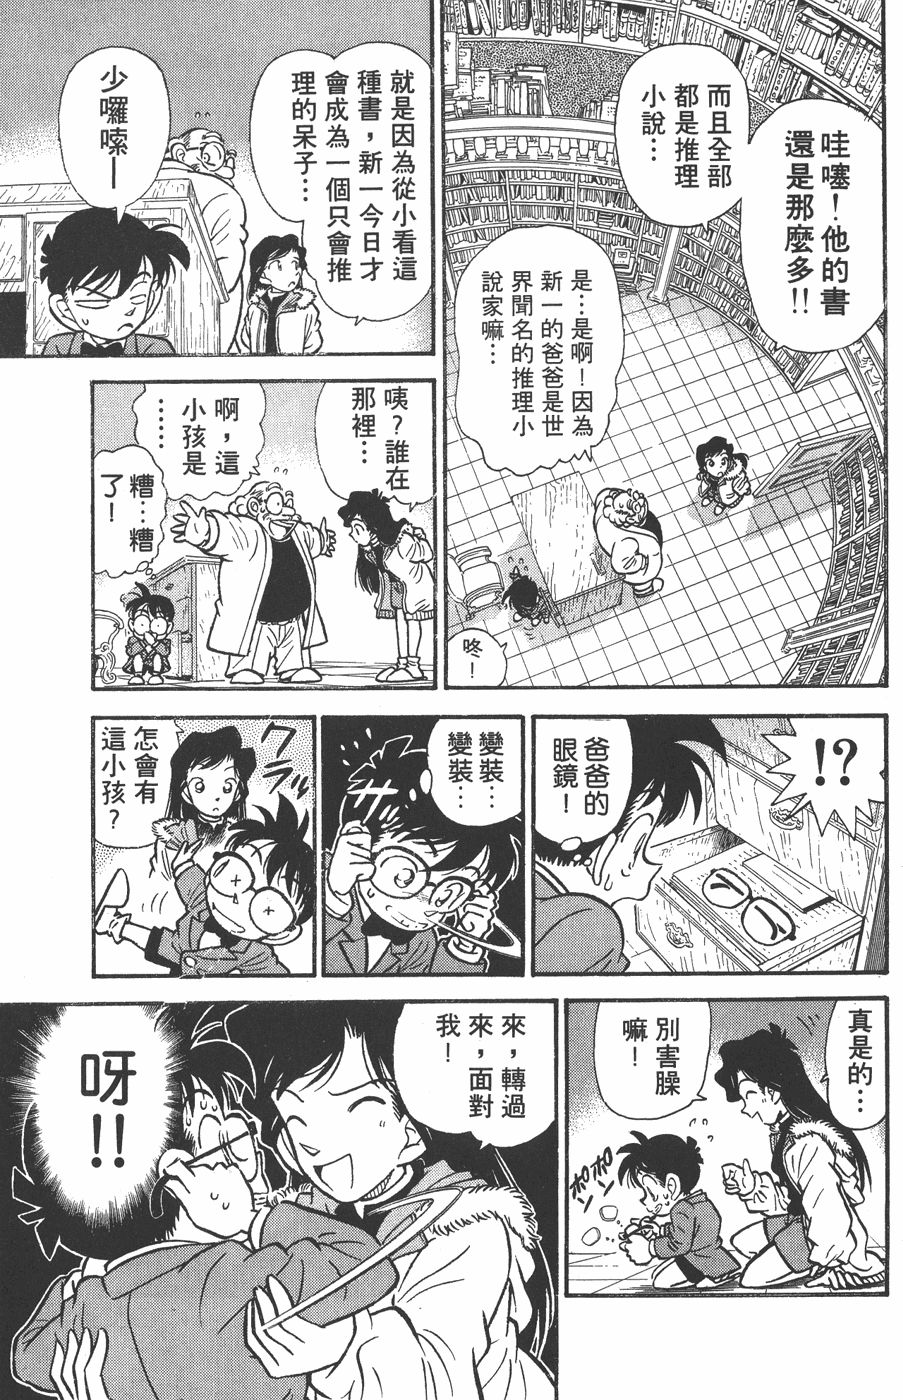 哇噻！他的書
還是那麼多!!
而且全部
都是推理
小說…
是…是啊！因為
新一的爸爸是世
界聞名的推理小
說家嘛…
咚！
就是因為從小看這
種書，新一今日才
會成為一個只會推
理的呆子…
少囉嗦—
咦？誰在
那裡…
啊，這
小孩是
……
糟…糟
了！
!?
爸爸的
眼鏡！
變裝…
變裝…
クラ…
怎會有
這小孩？
真是的…
別害臊
嘛！
ポポ
來，轉過
來，面對
我！
呀!!